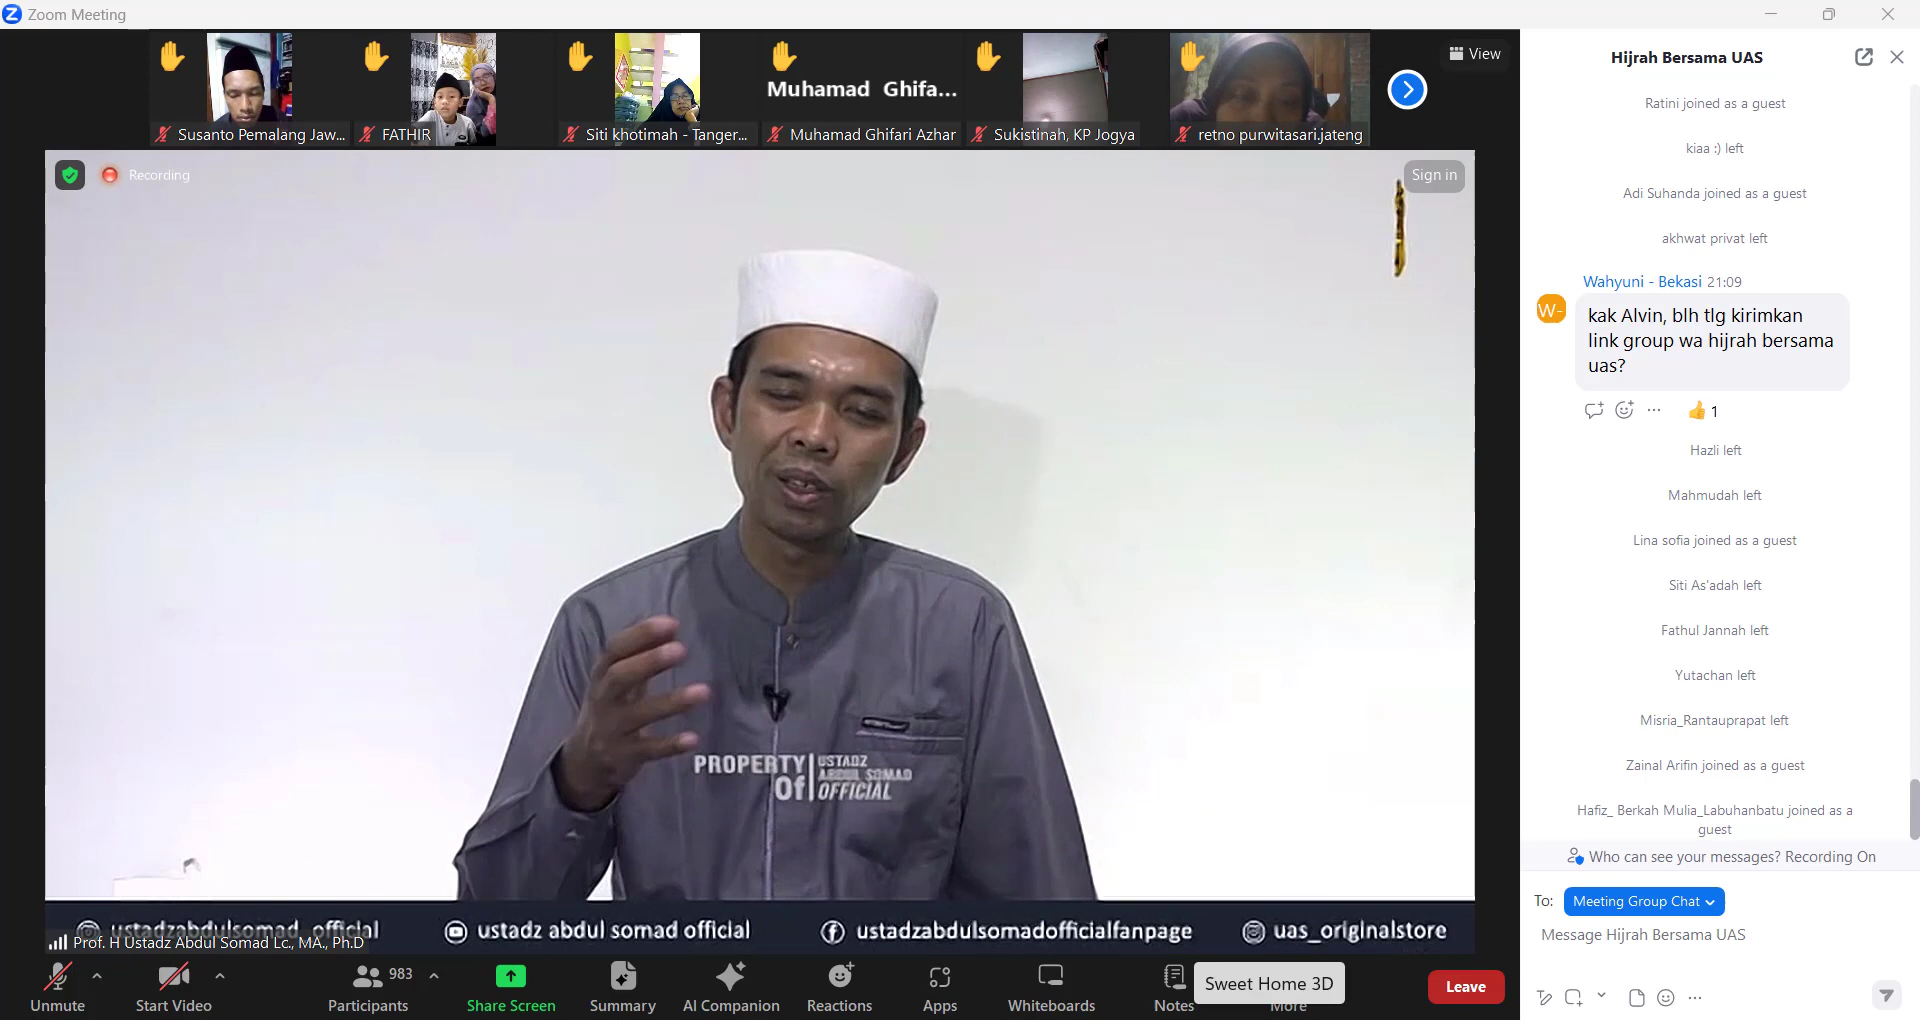 Zoom Meeting
Susanto Pemalang Jaw...
FATHIR
Siti khotimah - Tanger...
Muhamad Ghifa...
Muhamad Ghifari Azhar
Sukistinah, KP Jogya
retno purwitasari.jateng
View
Recording
Sign in
PROPERTY Of
USTADZ
ABDUL SOMAD
OFFICIAL
ustadzabdulsomad_official
ustadz abdul somad official
ustadzabdulsomadofficialfanpage
uas_originalstore
Prof. H Ustadz Abdul Somad Lc., MA., Ph.D
Unmute
Start Video
983
Participants
Share Screen
Summary
AI Companion
Reactions
Apps
Whiteboards
Notes
Sweet Home 3D
More
Leave
Hijrah Bersama UAS
Ratini joined as a guest
kiaa :) left
Adi Suhanda joined as a guest
akhwat privat left
Wahyuni - Bekasi 21:09
W-
kak Alvin, blh tlg kirimkan
link group wa hijrah bersama
uas?
1
Hazli left
Mahmudah left
Lina sofia joined as a guest
Siti As'adah left
Fathul Jannah left
Yutachan left
Misria_Rantauprapat left
Zainal Arifin joined as a guest
Hafiz_ Berkah Mulia_Labuhanbatu joined as a
guest
Who can see your messages? Recording On
To: Meeting Group Chat
Message Hijrah Bersama UAS